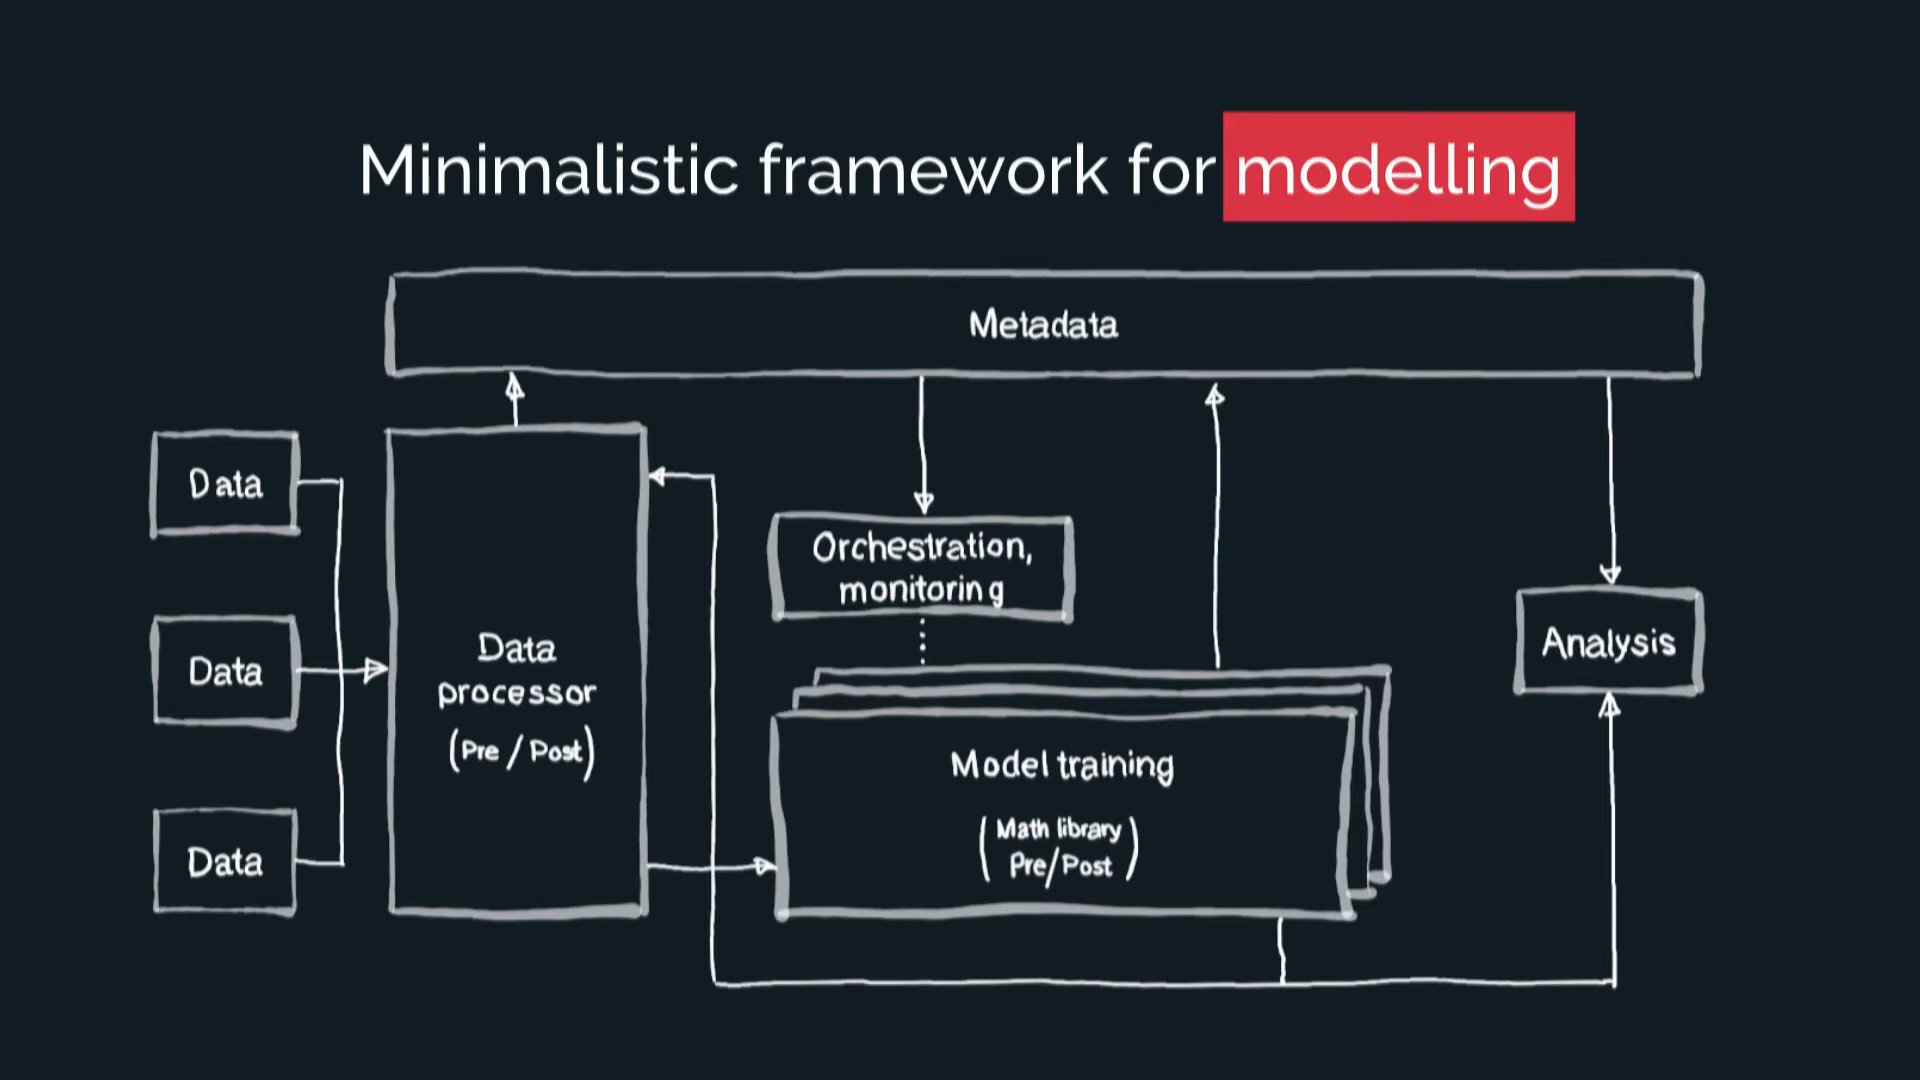 Minimalistic framework for modelling
Metadata
Data
Data
Data
Data
processor
(Pre / Post)
Orchestration,
monitoring
Model training
(Math library
Pre/Post)
Analysis